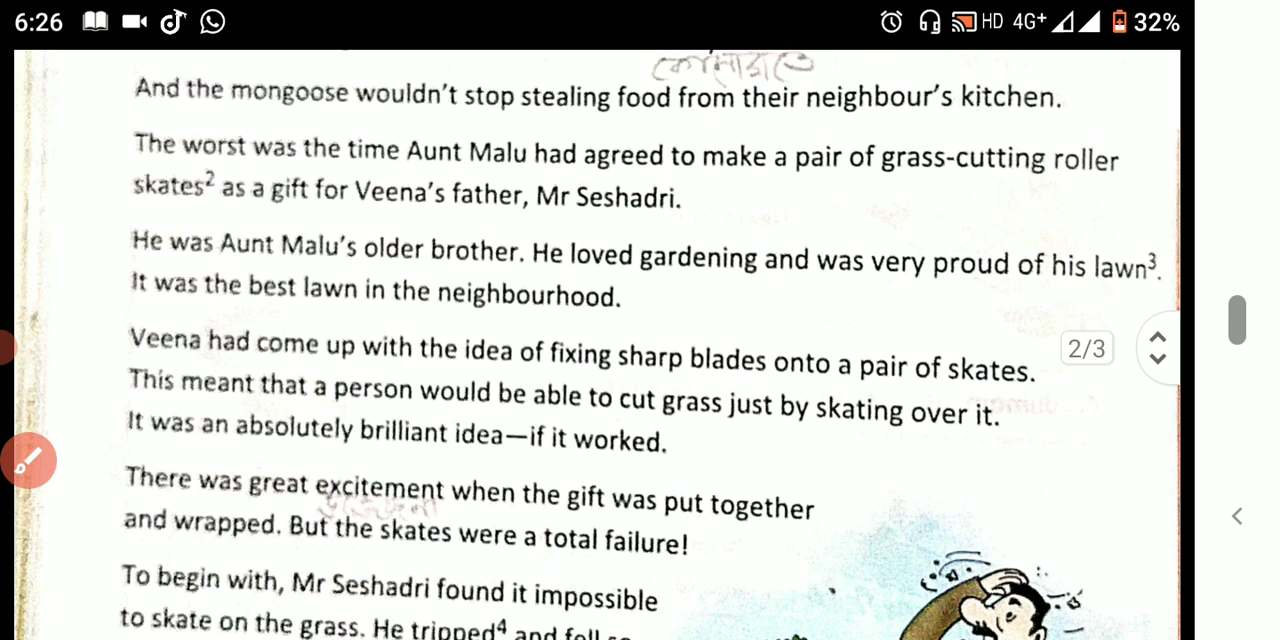 6:26 HD 4G+ 32%
And the mongoose wouldn't stop stealing food from their neighbour's kitchen.
The worst was the time Aunt Malu had agreed to make a pair of grass-cutting roller
skates² as a gift for Veena's father, Mr Seshadri.
He was Aunt Malu's older brother. He loved gardening and was very proud of his lawn³.
It was the best lawn in the neighbourhood.
Veena had come up with the idea of fixing sharp blades onto a pair of skates.
2/3
This meant that a person would be able to cut grass just by skating over it.
It was an absolutely brilliant idea—if it worked.
There was great excitement when the gift was put together
and wrapped. But the skates were a total failure!
To begin with, Mr Seshadri found it impossible
to skate on the grass. He tripped⁴ and fell so